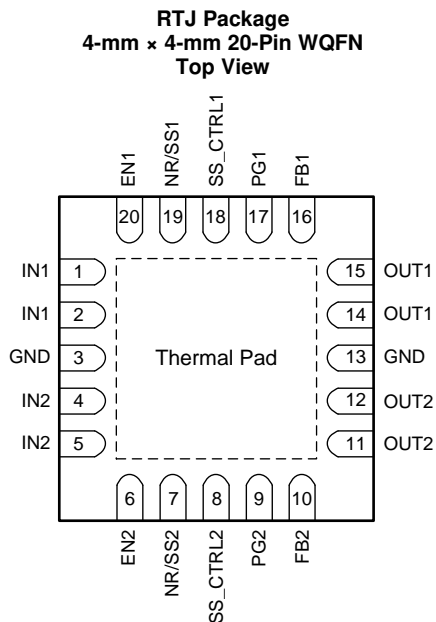 RTJ Package
4-mm × 4-mm 20-Pin WQFN
Top View
EN1
NR/SS1
SS_CTRL1
PG1
FB1
20
19
18
17
16
IN1
1
15
OUT1
IN1
2
14
OUT1
GND
3
Thermal Pad
13
GND
IN2
4
12
OUT2
IN2
5
11
OUT2
6
7
8
9
10
EN2
NR/SS2
SS_CTRL2
PG2
FB2